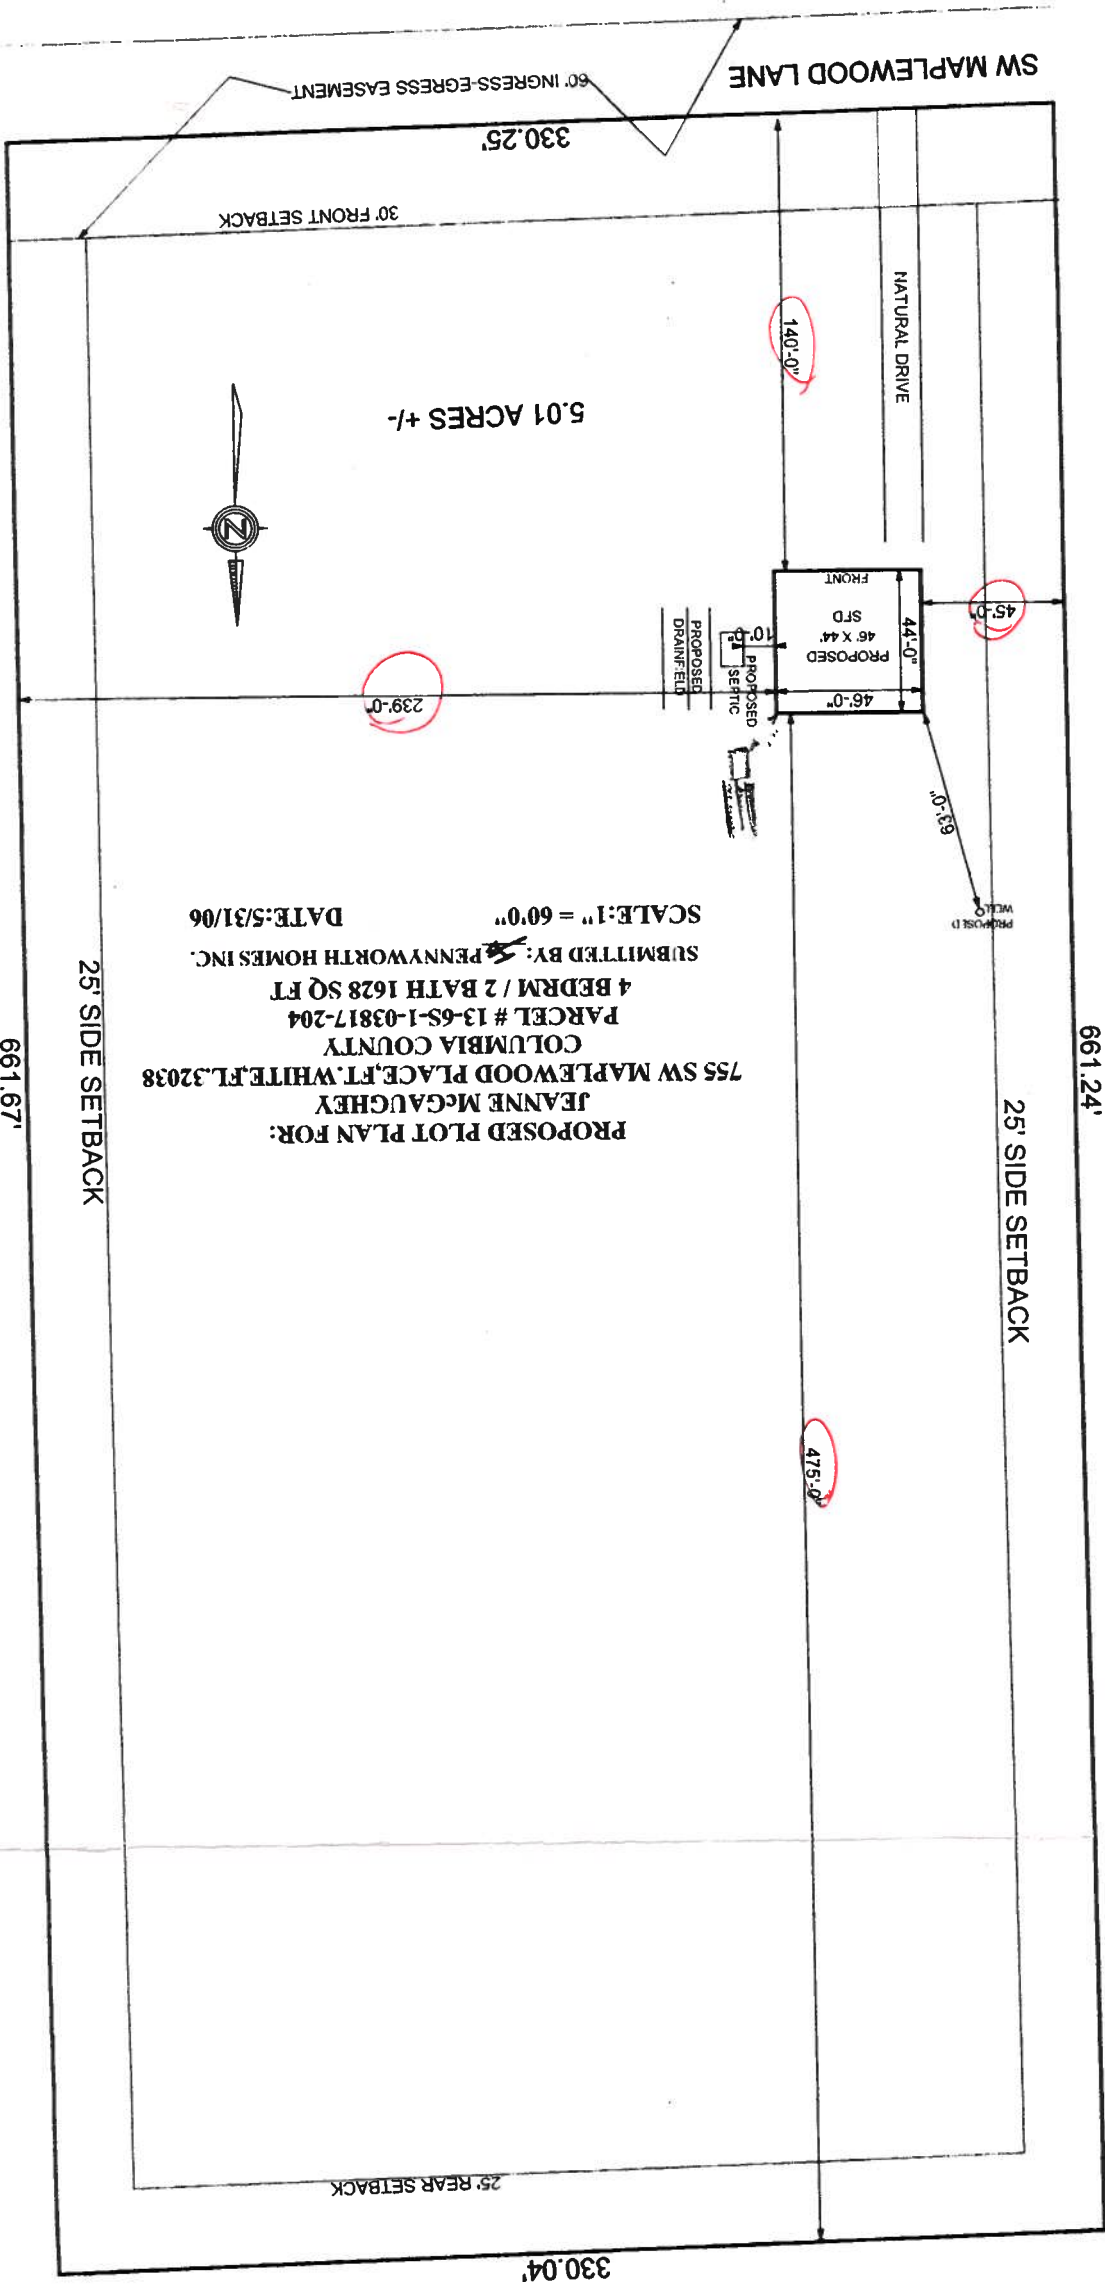 330.04'
25' REAR SETBACK
475'-0"
661.67'
25' SIDE SETBACK
661.24'
25' SIDE SETBACK
PROPOSED PLOT PLAN FOR:
JEANNE McGAUGHEY
755 SW MAPLEWOOD PLACE,FT.WHITE,FL.32038
COLUMBIA COUNTY
PARCEL # 13-6S-1-03817-204
4 BEDRM / 2 BATH 1628 SQ FT
SUBMITTED BY: PENNYWORTH HOMES INC.
SCALE:1" = 60'0"
DATE:5/31/06
PROPOSED
WELL
63'-0"
46'-0"
44'-0"
PROPOSED
46' X 44'
SFD
FRONT
45'-0"
239'-0"
10'-0"
PROPOSED
SEPTIC
PROPOSED
DRAINFIELD
N
5.01 ACRES +/-
140'-0"
NATURAL DRIVE
30' FRONT SETBACK
330.25'
60' INGRESS-EGRESS EASEMENT
SW MAPLEWOOD LANE